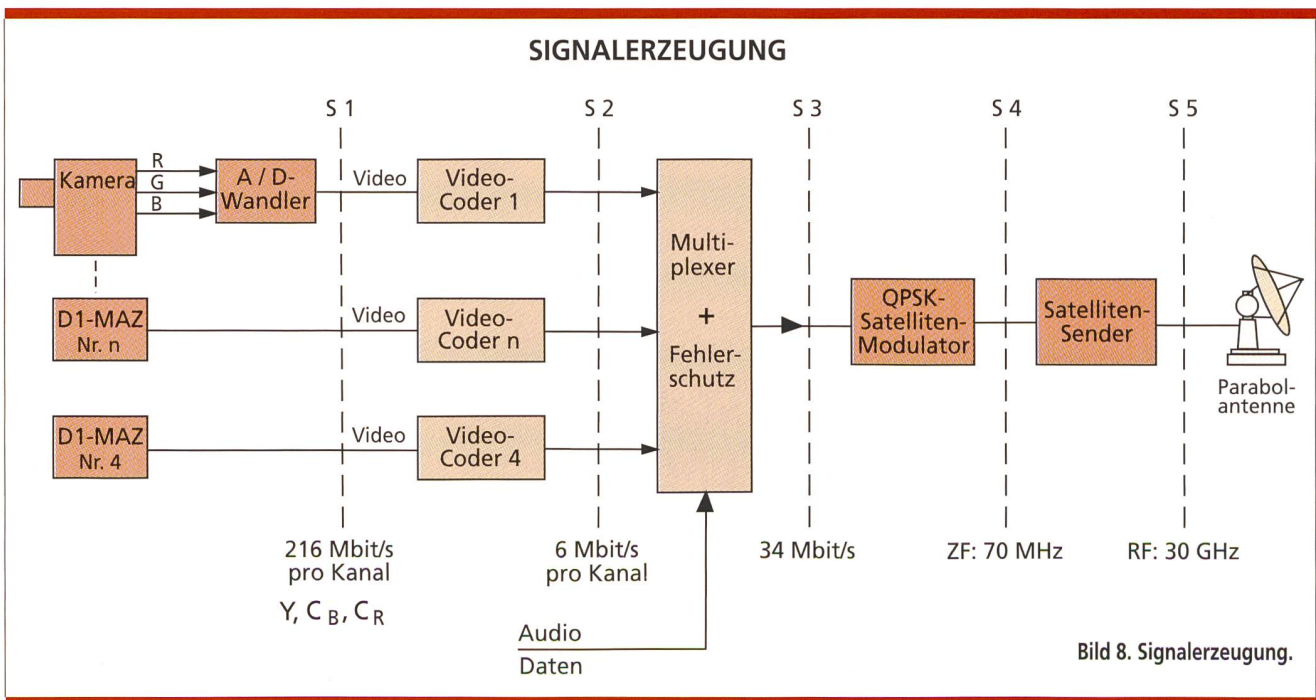 SIGNALERZEUGUNG
S 1
S 2
S 3
S 4
S 5
Kamera
R
G
B
A / D-
Wandler
Video
Video-
Coder 1
D1-MAZ
Nr. n
Video
Video-
Coder n
D1-MAZ
Nr. 4
Video
Video-
Coder 4
Multi-
plexer
+
Fehler-
schutz
QPSK-
Satelliten-
Modulator
Satelliten-
Sender
Parabol-
antenne
216 Mbit/s
pro Kanal
Y, C B, C R
6 Mbit/s
pro Kanal
34 Mbit/s
ZF: 70 MHz
RF: 30 GHz
Audio
Daten
Bild 8. Signalerzeugung.